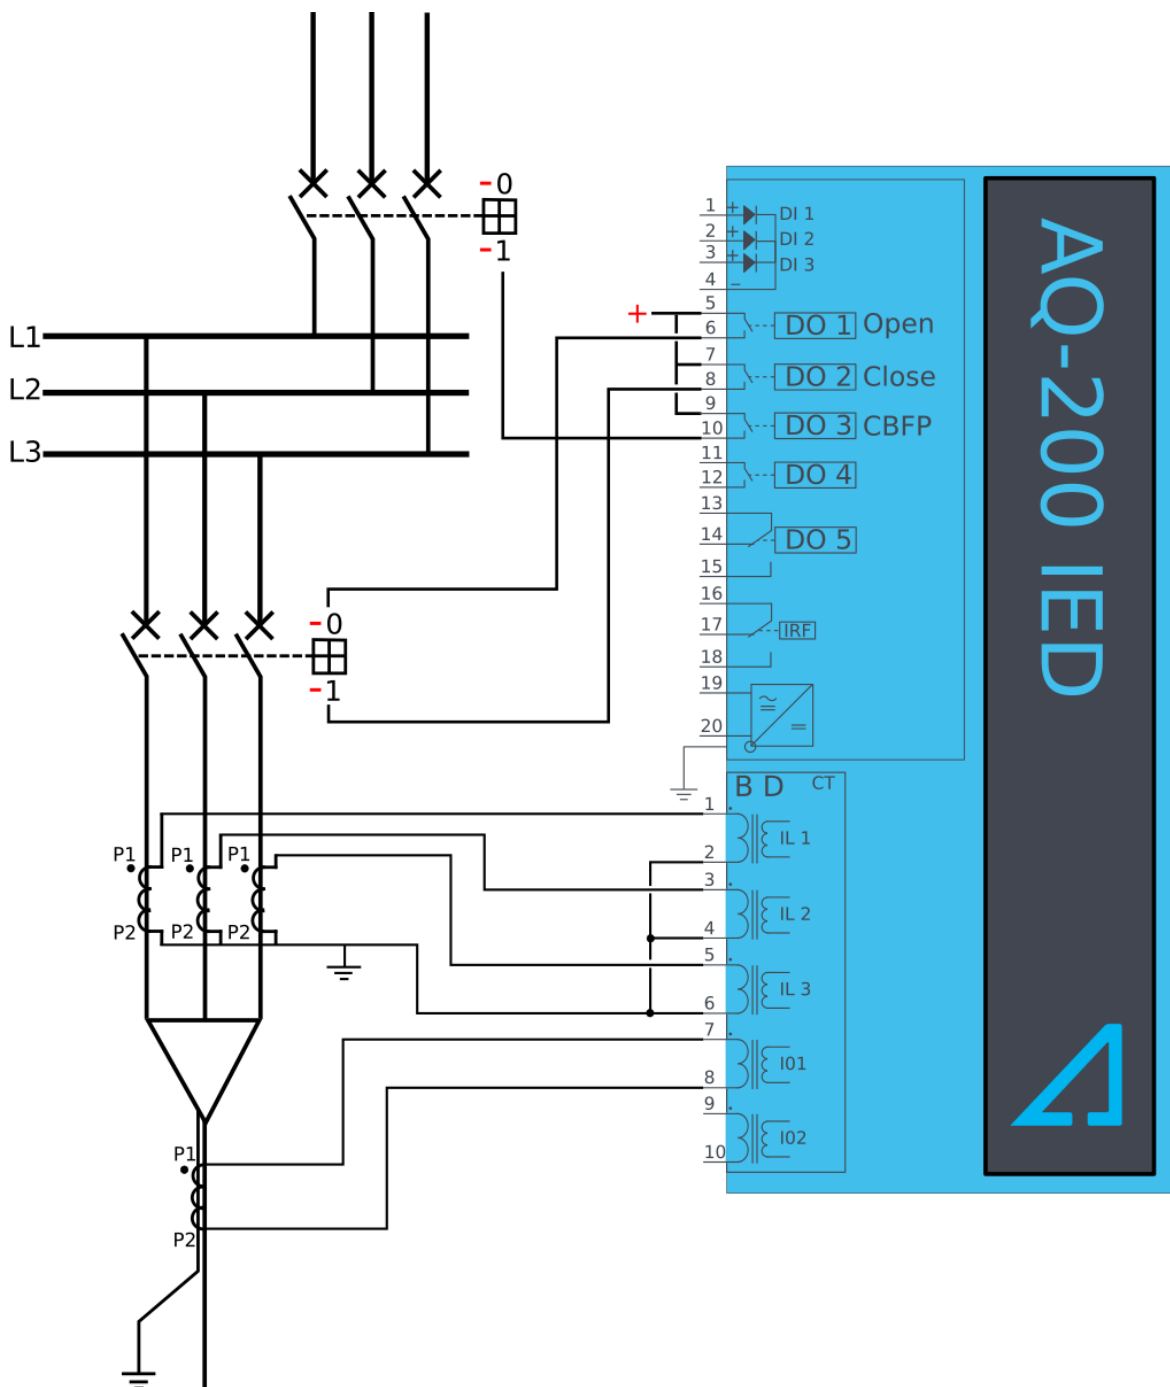 -0
-1
L1
L2
L3
-0
-1
+
1 + DI 1
2 + DI 2
3 + DI 3
4 −
5
6 DO 1 Open
7
8 DO 2 Close
9
10 DO 3 CBFP
11
12 DO 4
13
14 DO 5
15
16
17 IRF
18
19
20
B D CT
1
IL 1
2
3
IL 2
4
5
IL 3
6
7
I01
8
9
I02
10
P1 P1 P1
P2 P2 P2
P1
P2
AQ-200 IED